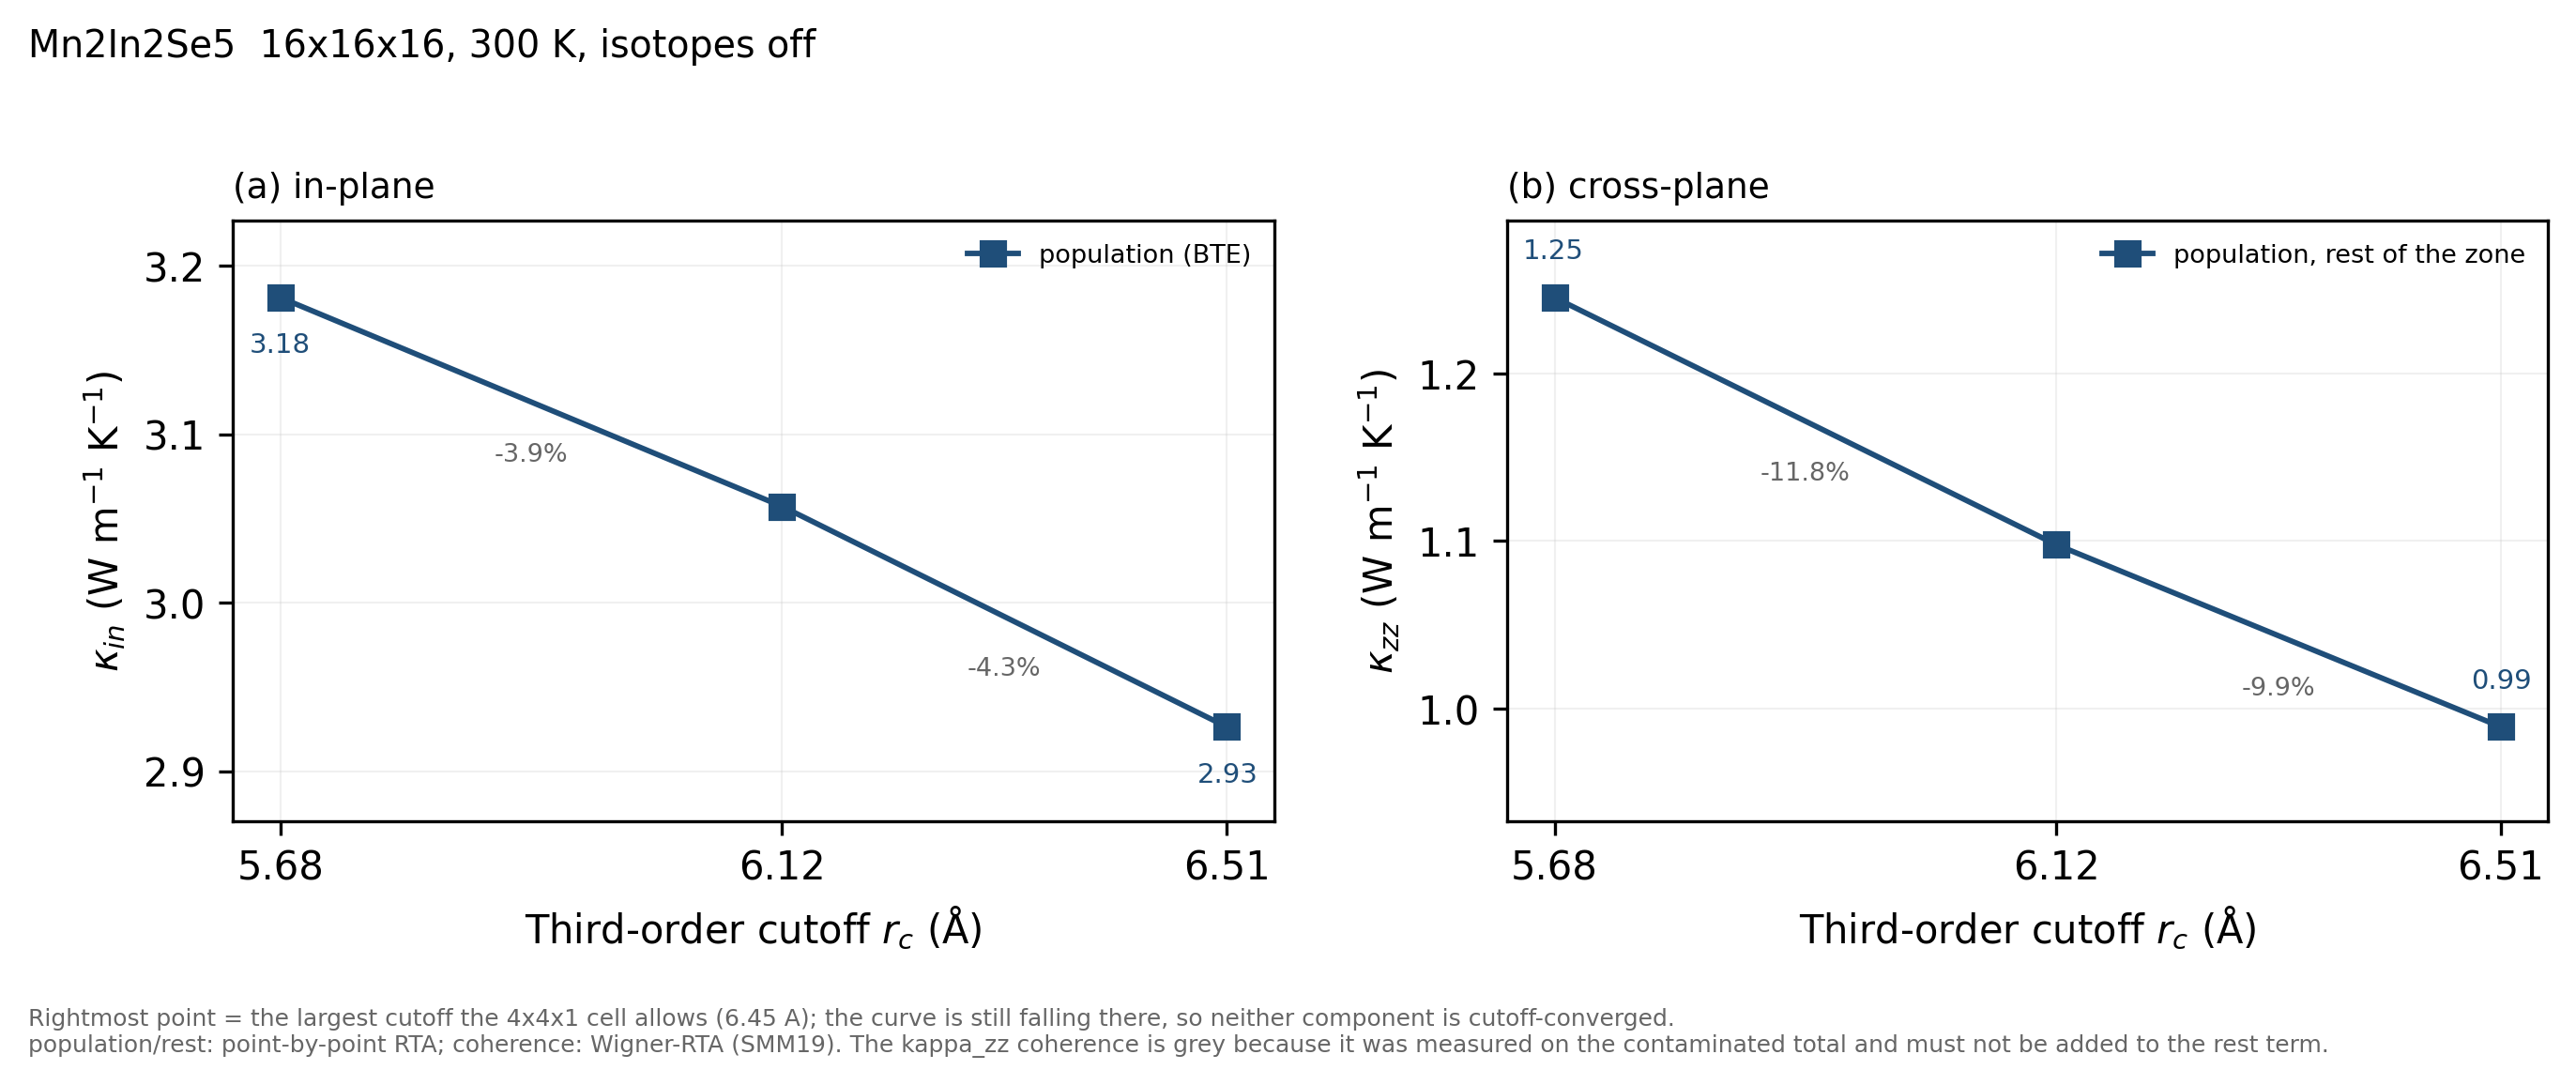 Mn2In2Se5  16x16x16, 300 K, isotopes off
(a) in-plane
population (BTE)
3.2
3.1
3.0
2.9
κin (W m−1 K−1)
3.18
-3.9%
-4.3%
2.93
5.68
6.12
6.51
Third-order cutoff rc (Å)
(b) cross-plane
population, rest of the zone
1.2
1.1
1.0
κzz (W m−1 K−1)
1.25
-11.8%
-9.9%
0.99
5.68
6.12
6.51
Third-order cutoff rc (Å)
Rightmost point = the largest cutoff the 4x4x1 cell allows (6.45 A); the curve is still falling there, so neither component is cutoff-converged.
population/rest: point-by-point RTA; coherence: Wigner-RTA (SMM19). The kappa_zz coherence is grey because it was measured on the contaminated total and must not be added to the rest term.